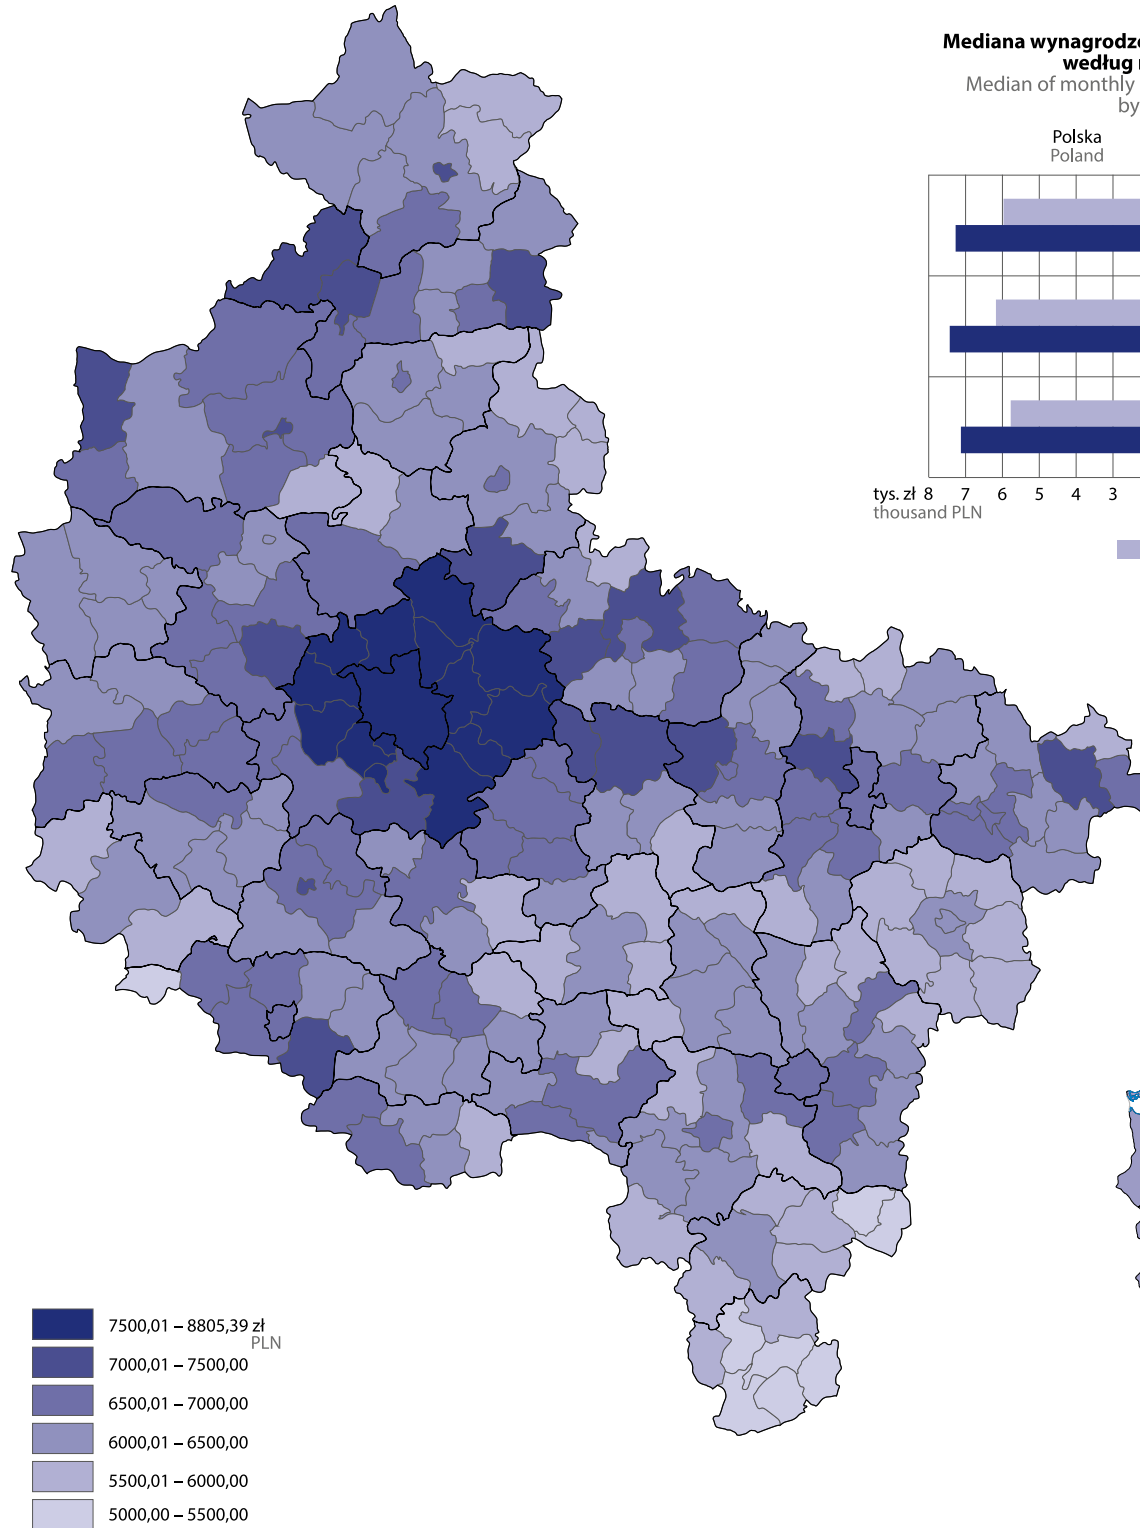 Mediana
według
Median of monthly
by
Polska
Poland
tys. zł 8 7 6 5 4 3
thousand PLN
7500,01 – 8805,39 zł
PLN
7000,01 – 7500,00
6500,01 – 7000,00
6000,01 – 6500,00
5500,01 – 6000,00
5000,00 – 5500,00